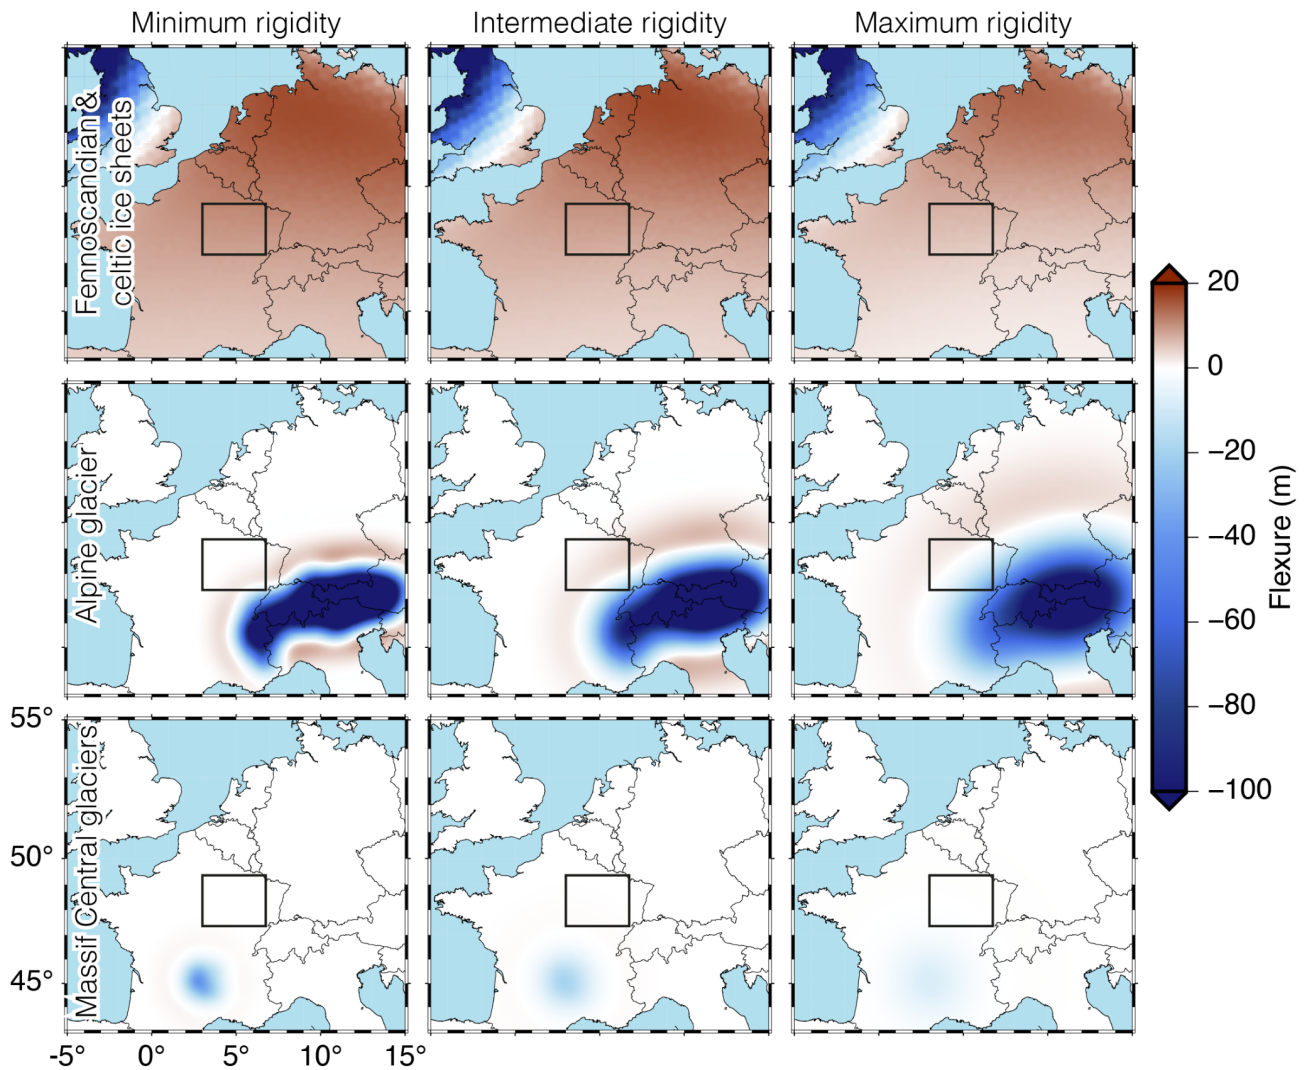 Minimum rigidity
Intermediate rigidity
Maximum rigidity
Fennoscandian &
celtic ice sheets
Alpine glacier
Massif Central glaciers
20
0
−20
−40
−60
−80
−100
Flexure (m)
55°
50°
45°
-5°
0°
5°
10°
15°